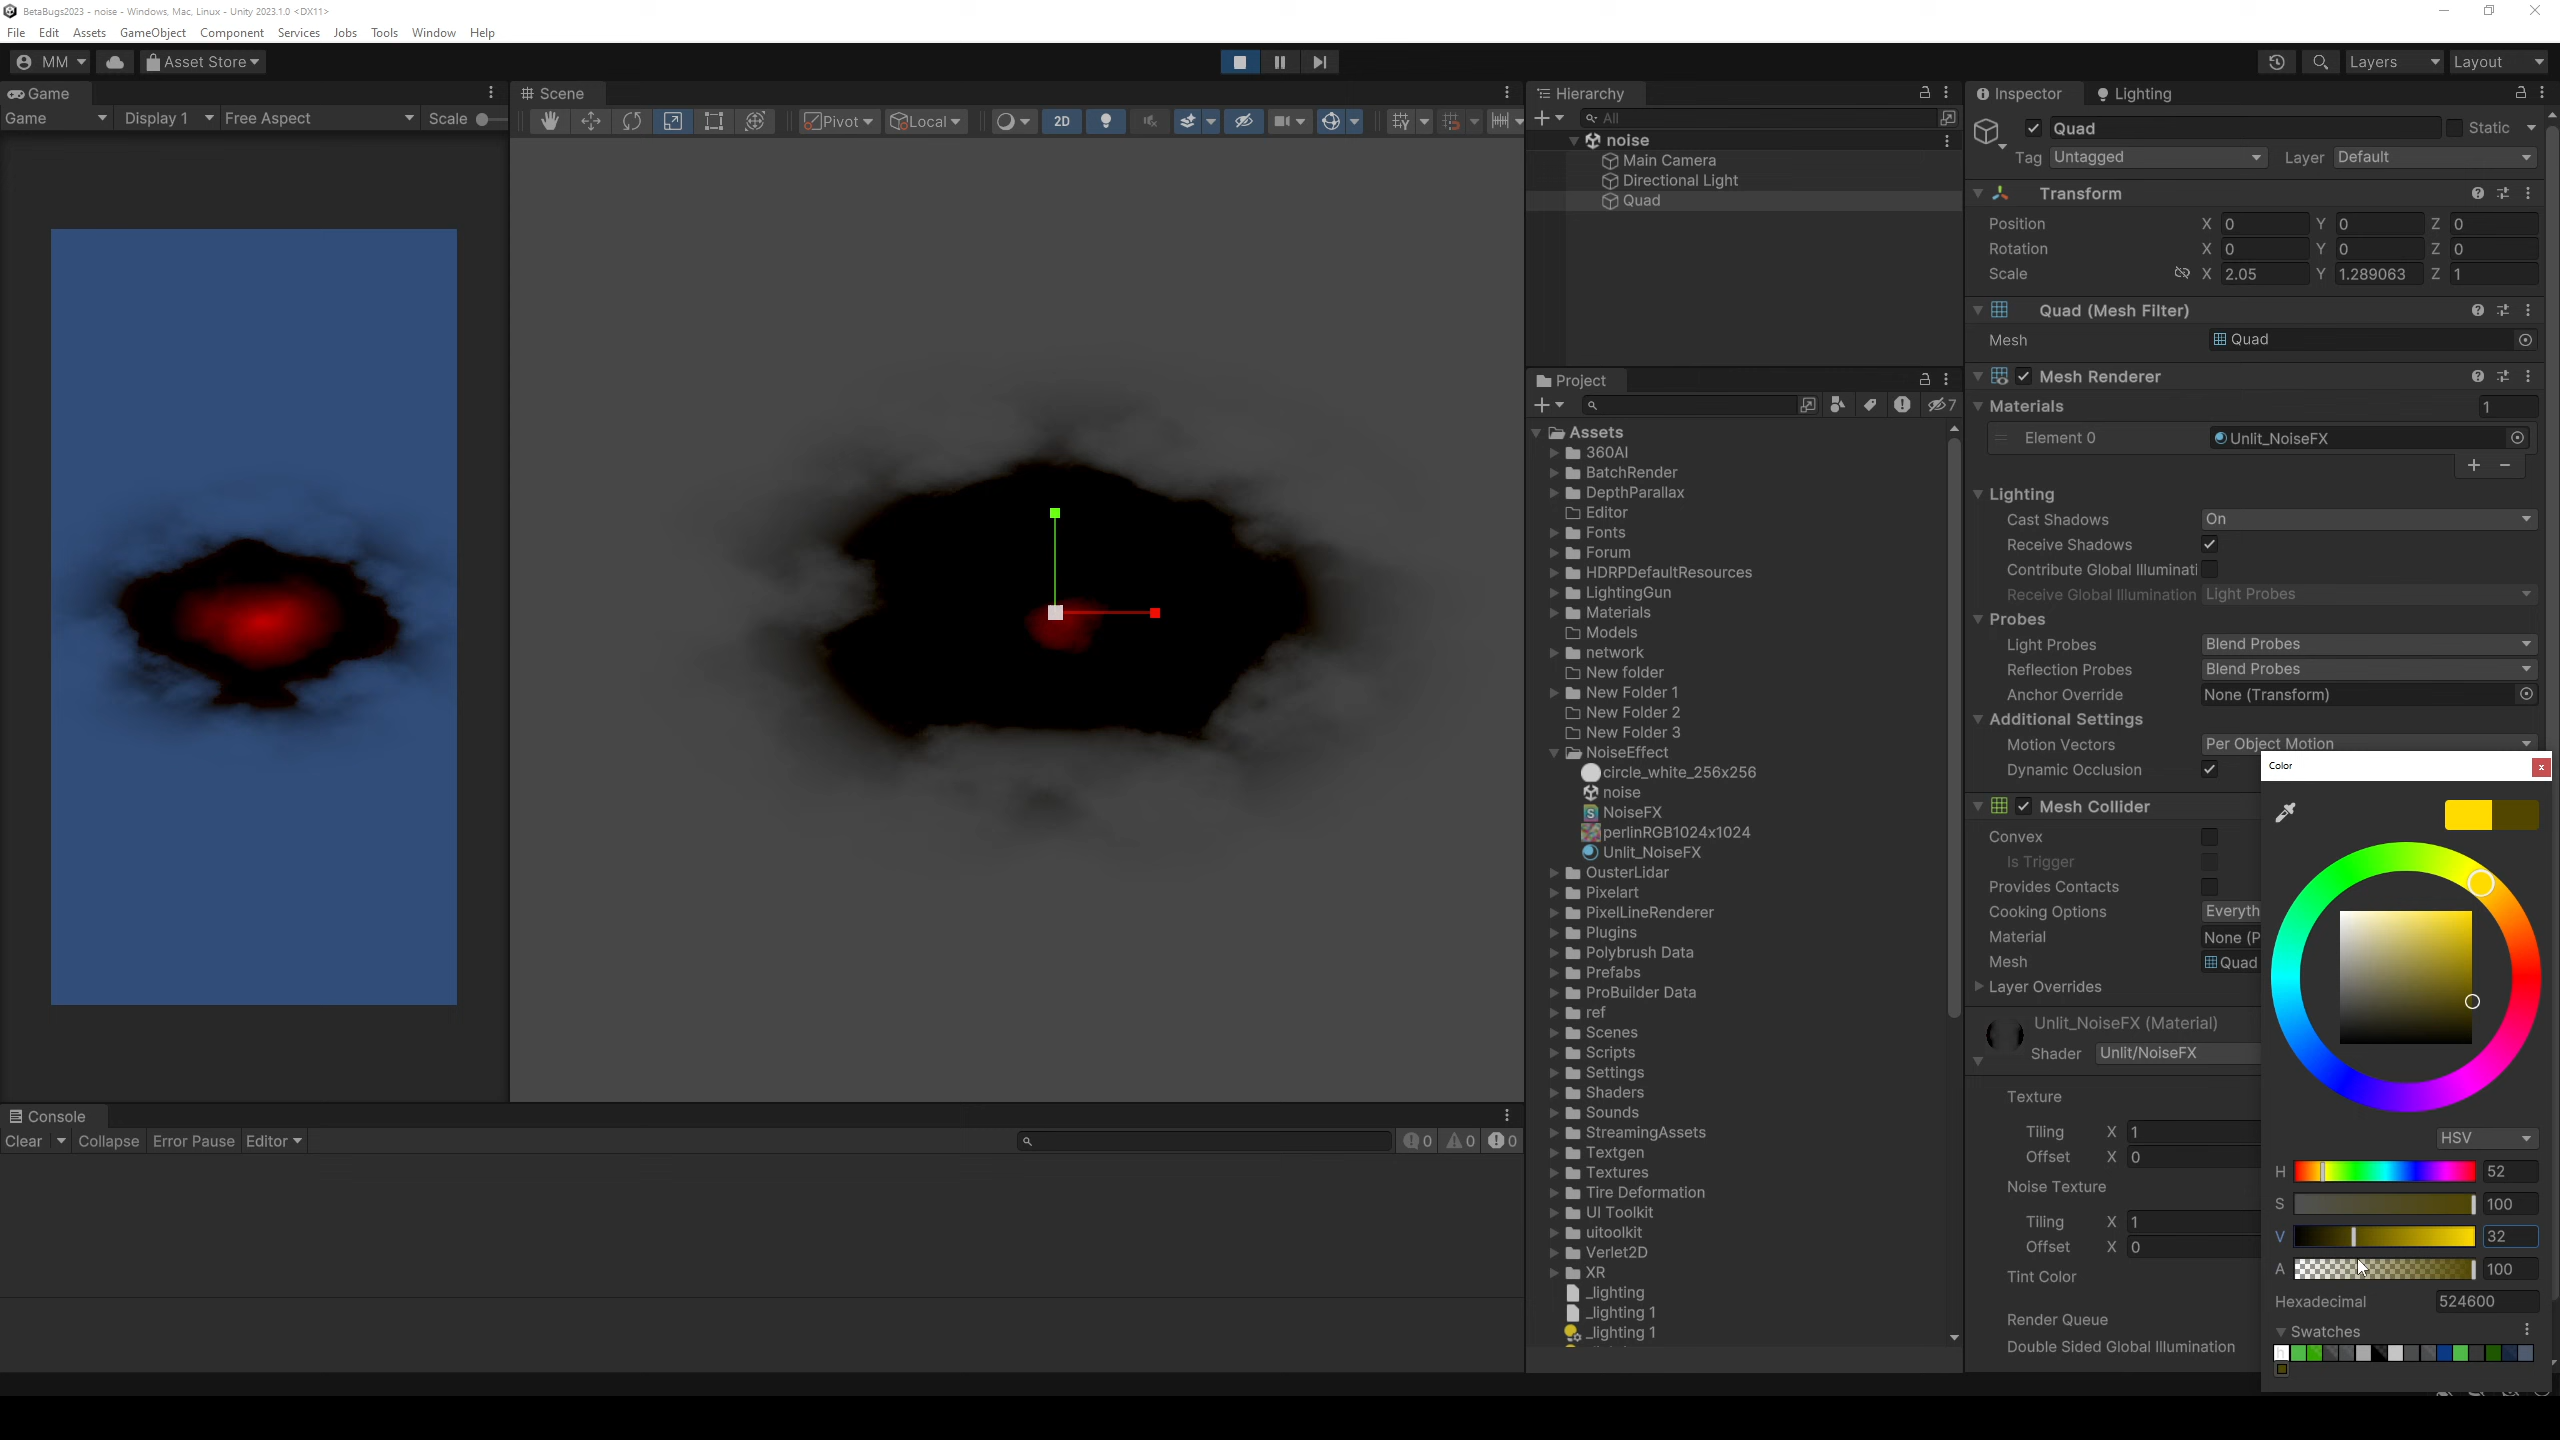 BetaBugs2023 - noise - Windows, Mac, Linux - Unity 2023.1.0 <DX11>
File Edit Assets GameObject Component Services Jobs Tools Window Help
MM Asset Store Layers Layout
Game
Game Display 1 Free Aspect Scale
Scene
Pivot Local 2D
Hierarchy
All
noise
Main Camera
Directional Light
Quad
Project
7
Assets
360AI
BatchRender
DepthParallax
Editor
Fonts
Forum
HDRPDefaultResources
LightingGun
Materials
Models
network
New folder
New Folder 1
New Folder 2
New Folder 3
NoiseEffect
circle_white_256x256
noise
NoiseFX
perlinRGB1024x1024
Unlit_NoiseFX
OusterLidar
Pixelart
PixelLineRenderer
Plugins
Polybrush Data
Prefabs
ProBuilder Data
ref
Scenes
Scripts
Settings
Shaders
Sounds
StreamingAssets
Textgen
Textures
Tire Deformation
UI Toolkit
uitoolkit
Verlet2D
XR
_lighting
_lighting 1
_lighting 1
Inspector Lighting
Quad Static
Tag Untagged Layer Default
Transform
Position X 0 Y 0 Z 0
Rotation X 0 Y 0 Z 0
Scale X 2.05 Y 1.289063 Z 1
Quad (Mesh Filter)
Mesh Quad
Mesh Renderer
Materials 1
Element 0 Unlit_NoiseFX
Lighting
Cast Shadows On
Receive Shadows
Contribute Global Illuminati
Receive Global Illumination Light Probes
Probes
Light Probes Blend Probes
Reflection Probes Blend Probes
Anchor Override None (Transform)
Additional Settings
Motion Vectors Per Object Motion
Dynamic Occlusion
Mesh Collider
Convex
Is Trigger
Provides Contacts
Cooking Options Everyth
Material None (P
Mesh Quad
Layer Overrides
Unlit_NoiseFX (Material)
Shader Unlit/NoiseFX
Texture
Tiling X 1
Offset X 0
Noise Texture
Tiling X 1
Offset X 0
Tint Color
Render Queue
Double Sided Global Illumination
Color
HSV
H 52
S 100
V 32
A 100
Hexadecimal 524600
Swatches
Console
Clear Collapse Error Pause Editor 0 0 0